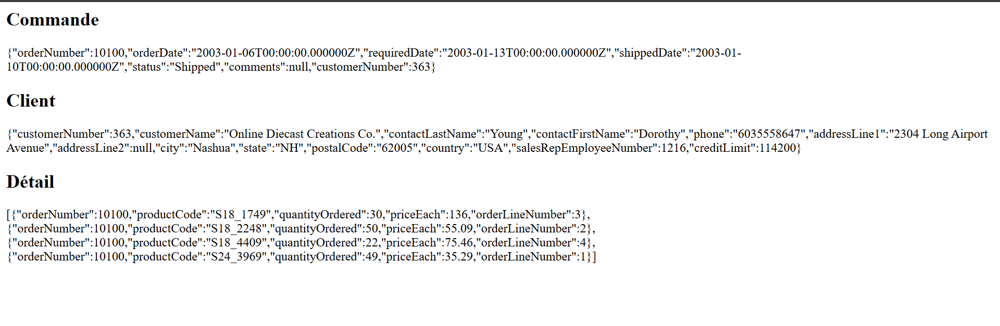 Commande
{"orderNumber":10100,"orderDate":"2003-01-06T00:00:00.000000Z","requiredDate":"2003-01-13T00:00:00.000000Z","shippedDate":"2003-01-
10T00:00:00.000000Z","status":"Shipped","comments":null,"customerNumber":363}
Client
{"customerNumber":363,"customerName":"Online Diecast Creations Co.","contactLastName":"Young","contactFirstName":"Dorothy","phone":"6035558647","addressLine1":"2304 Long Airport
Avenue","addressLine2":null,"city":"Nashua","state":"NH","postalCode":"62005","country":"USA","salesRepEmployeeNumber":1216,"creditLimit":114200}
Détail
[{"orderNumber":10100,"productCode":"S18_1749","quantityOrdered":30,"priceEach":136,"orderLineNumber":3},
{"orderNumber":10100,"productCode":"S18_2248","quantityOrdered":50,"priceEach":55.09,"orderLineNumber":2},
{"orderNumber":10100,"productCode":"S18_4409","quantityOrdered":22,"priceEach":75.46,"orderLineNumber":4},
{"orderNumber":10100,"productCode":"S24_3969","quantityOrdered":49,"priceEach":35.29,"orderLineNumber":1}]